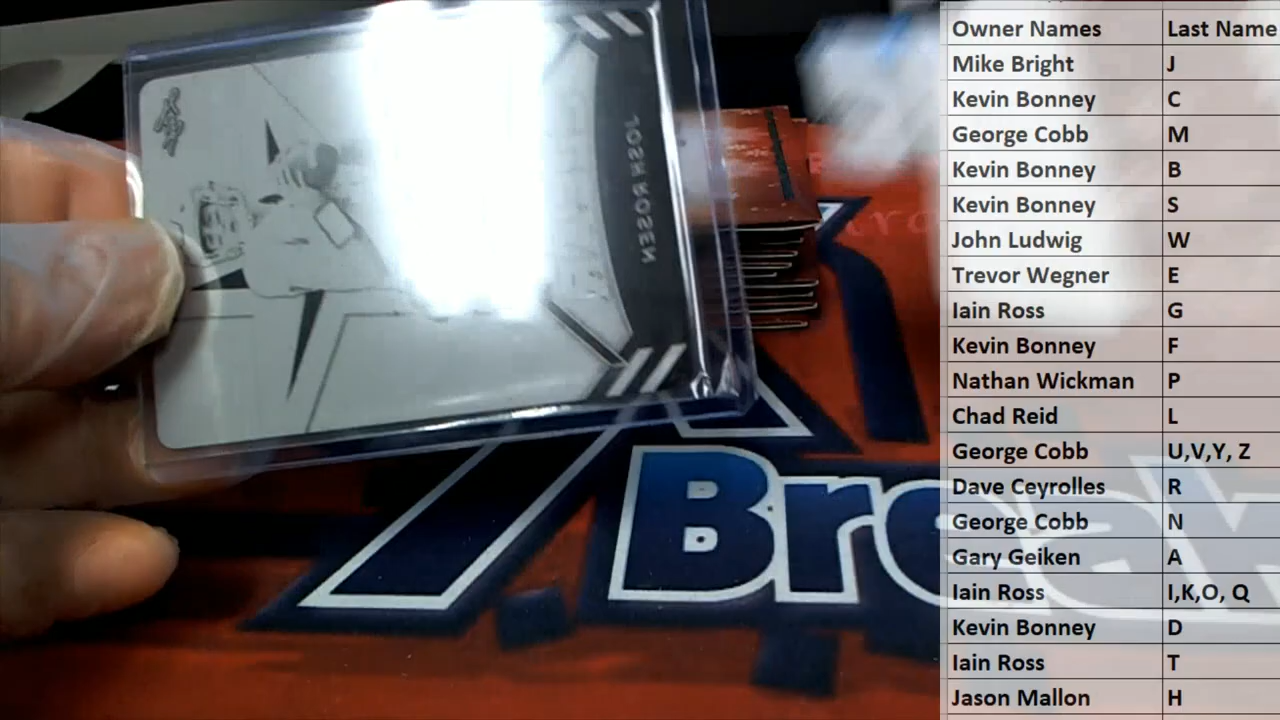 JOSH ROSEN
Bre
Owner Names Last Name
Mike Bright J
Kevin Bonney C
George Cobb M
Kevin Bonney B
Kevin Bonney S
John Ludwig W
Trevor Wegner E
Iain Ross G
Kevin Bonney F
Nathan Wickman P
Chad Reid L
George Cobb U,V,Y, Z
Dave Ceyrolles R
George Cobb N
Gary Geiken A
Iain Ross I,K,O, Q
Kevin Bonney D
Iain Ross T
Jason Mallon H